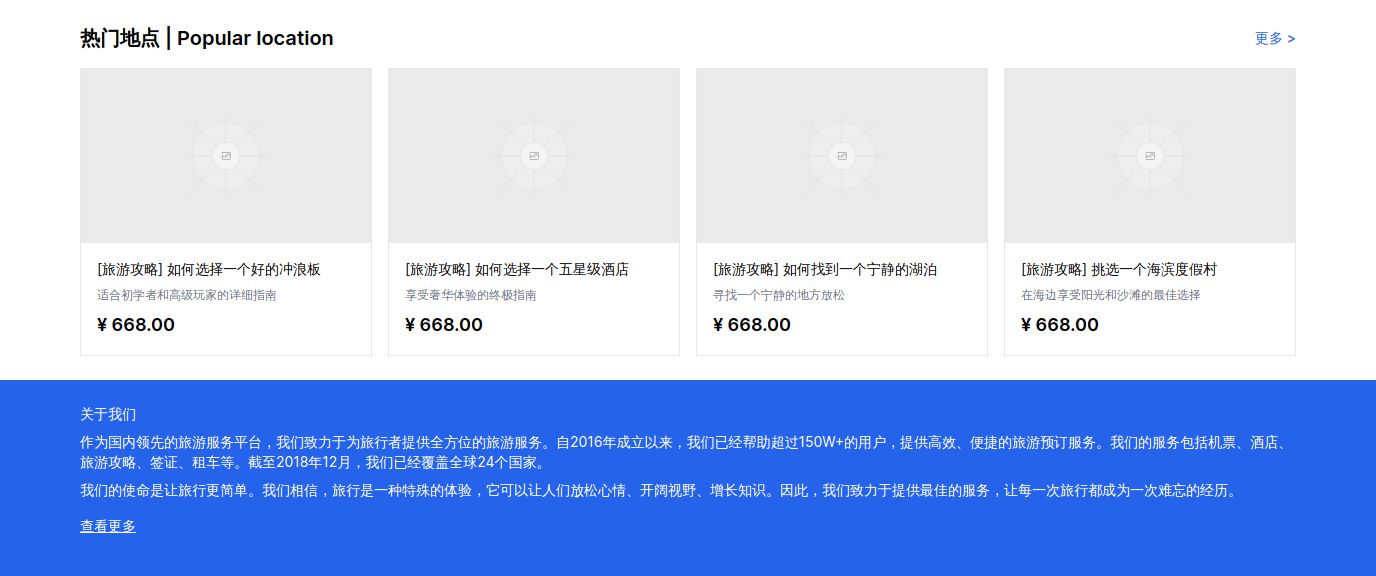 热门地点 | Popular location
更多 >
[旅游攻略] 如何选择一个好的冲浪板
适合初学者和高级玩家的详细指南
¥ 668.00
[旅游攻略] 如何选择一个五星级酒店
享受奢华体验的终极指南
¥ 668.00
[旅游攻略] 如何找到一个宁静的湖泊
寻找一个宁静的地方放松
¥ 668.00
[旅游攻略] 挑选一个海滨度假村
在海边享受阳光和沙滩的最佳选择
¥ 668.00
关于我们
作为国内领先的旅游服务平台，我们致力于为旅行者提供全方位的旅游服务。自2016年成立以来，我们已经帮助超过150W+的用户，提供高效、便捷的旅游预订服务。我们的服务包括机票、酒店、
旅游攻略、签证、租车等。截至2018年12月，我们已经覆盖全球24个国家。
我们的使命是让旅行更简单。我们相信，旅行是一种特殊的体验，它可以让人们放松心情、开阔视野、增长知识。因此，我们致力于提供最佳的服务，让每一次旅行都成为一次难忘的经历。
查看更多